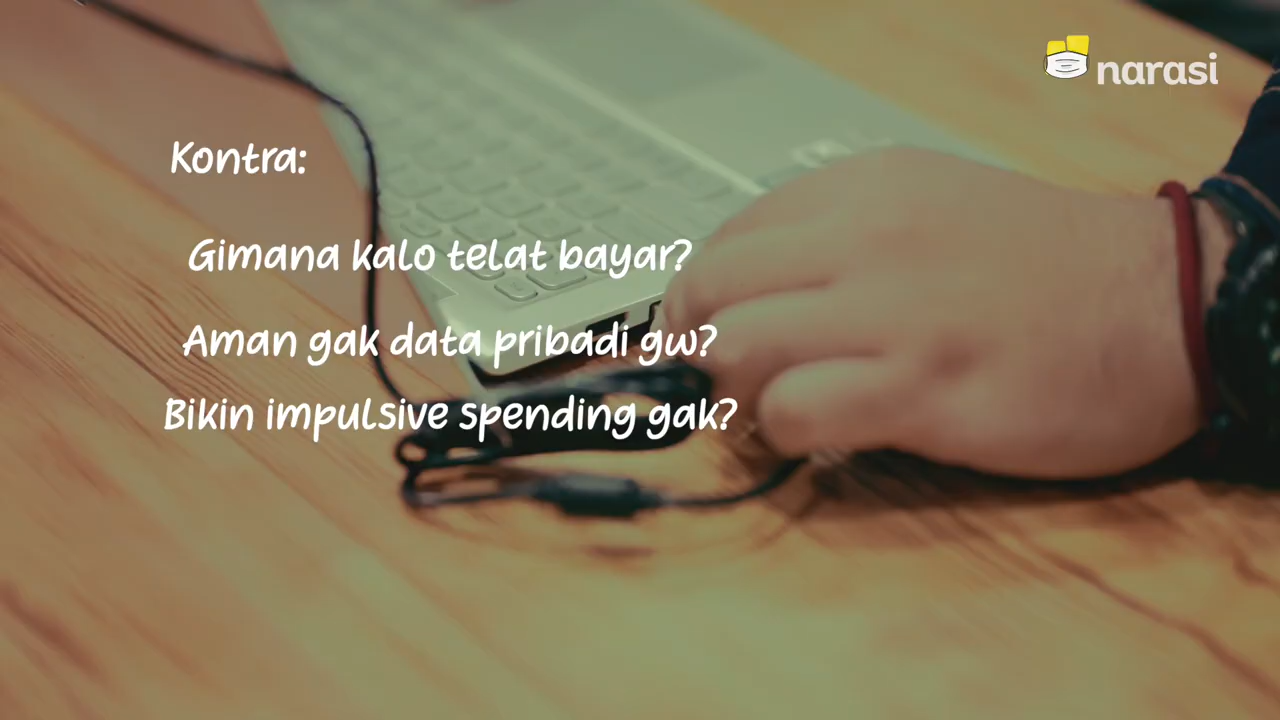 narasi
Kontra:
Gimana kalo telat bayar?
Aman gak data pribadi gw?
Bikin impulsive spending gak?